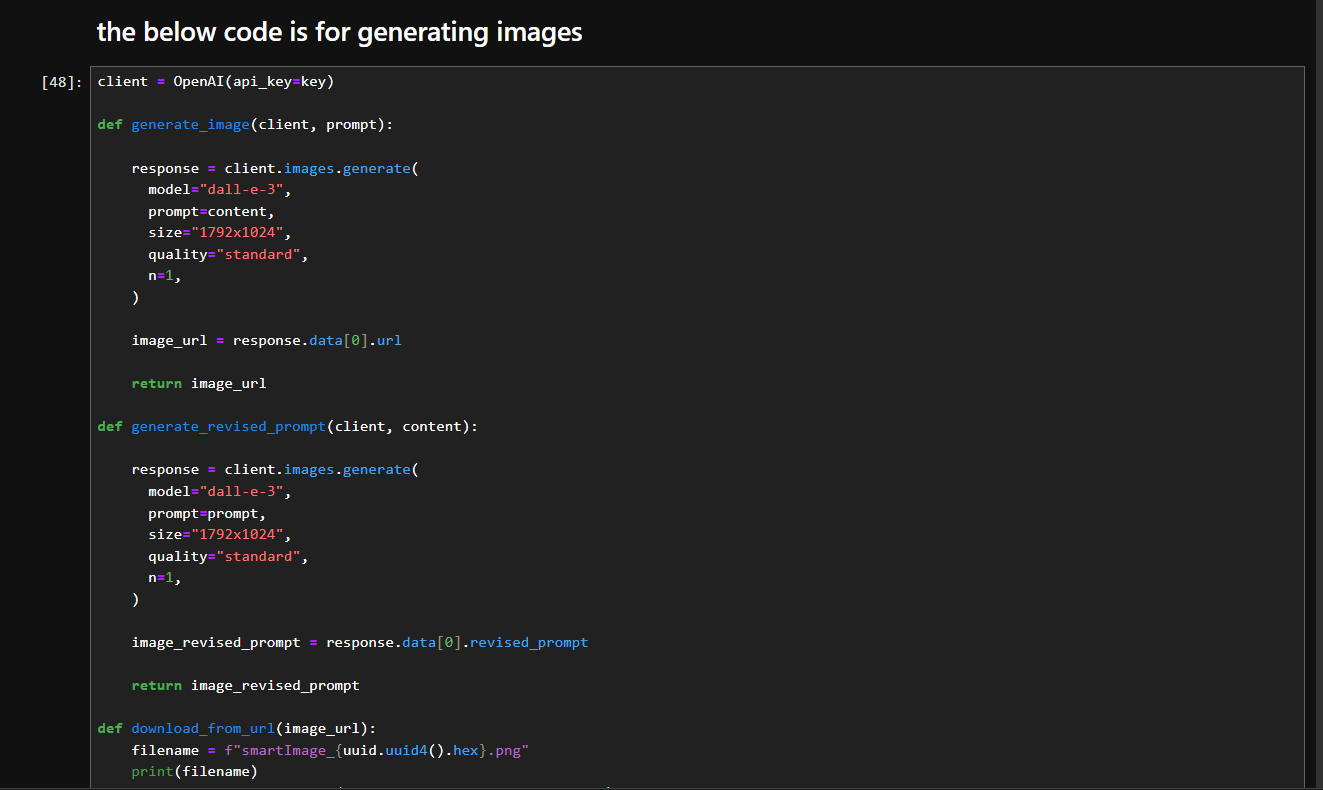 the below code is for generating images
[48]:
client = OpenAI(api_key=key)
def generate_image(client, prompt):
response = client.images.generate(
model="dall-e-3",
prompt=content,
size="1792x1024",
quality="standard",
n=1,
)
image_url = response.data[0].url
return image_url
def generate_revised_prompt(client, content):
response = client.images.generate(
model="dall-e-3",
prompt=prompt,
size="1792x1024",
quality="standard",
n=1,
)
image_revised_prompt = response.data[0].revised_prompt
return image_revised_prompt
def download_from_url(image_url):
filename = f"smartImage_{uuid.uuid4().hex}.png"
print(filename)